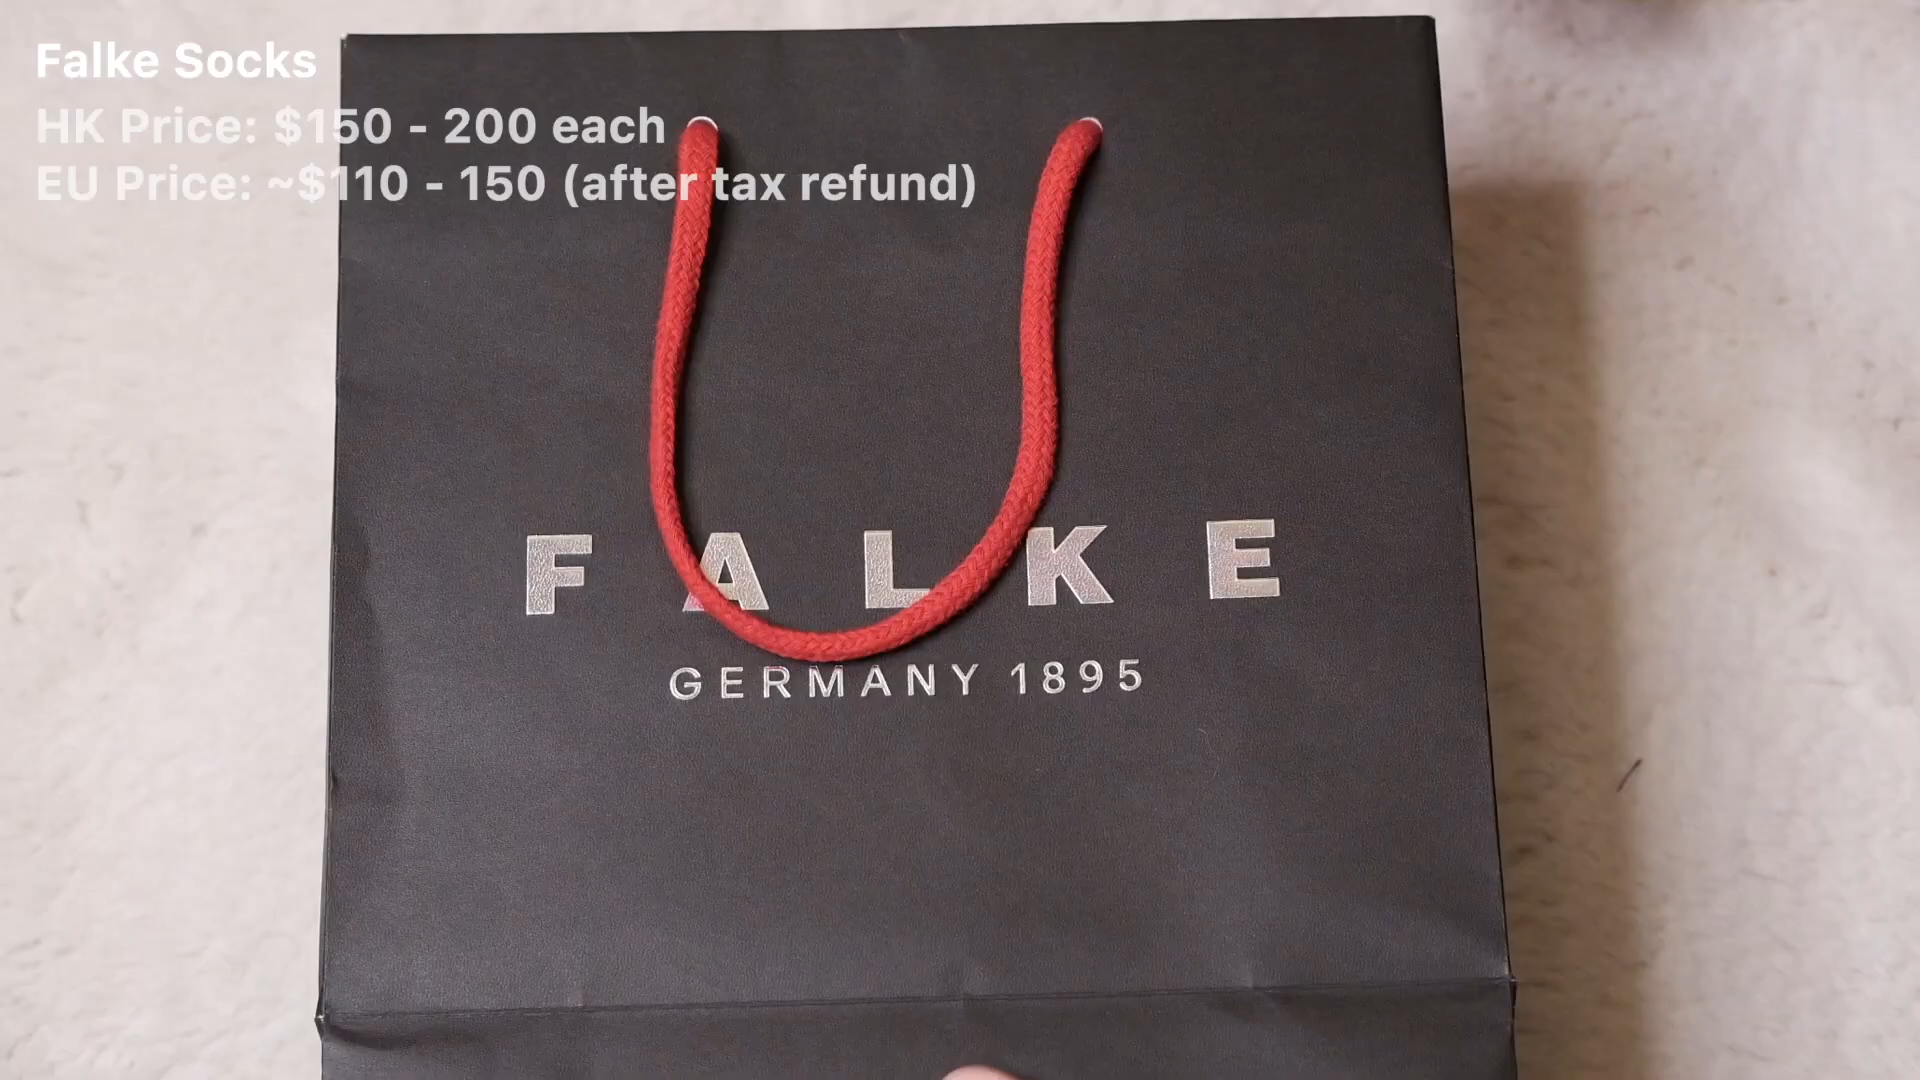 Falke Socks
HK Price: $150 - 200 each
EU Price: ~$110 - 150 (after tax refund)
FALKE
GERMANY 1895